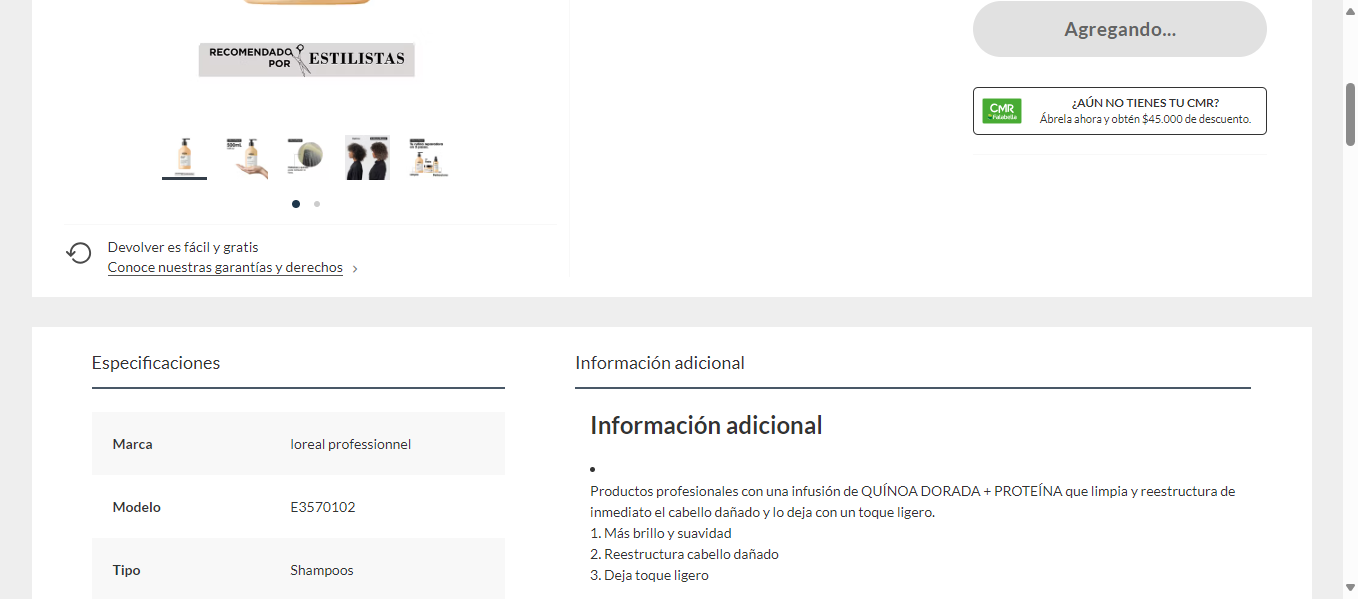 RECOMENDADO
POR
ESTILISTAS
Agregando...
CMR
Falabella
¿AÚN NO TIENES TU CMR?
Ábrela ahora y obtén $45.000 de descuento.
500mL
Devolver es fácil y gratis
Conoce nuestras garantías y derechos
Especificaciones
Marca
loreal professionnel
Modelo
E3570102
Tipo
Shampoos
Información adicional
Información adicional
•
Productos profesionales con una infusión de QUÍNOA DORADA + PROTEÍNA que limpia y reestructura de
inmediato el cabello dañado y lo deja con un toque ligero.
1. Más brillo y suavidad
2. Reestructura cabello dañado
3. Deja toque ligero